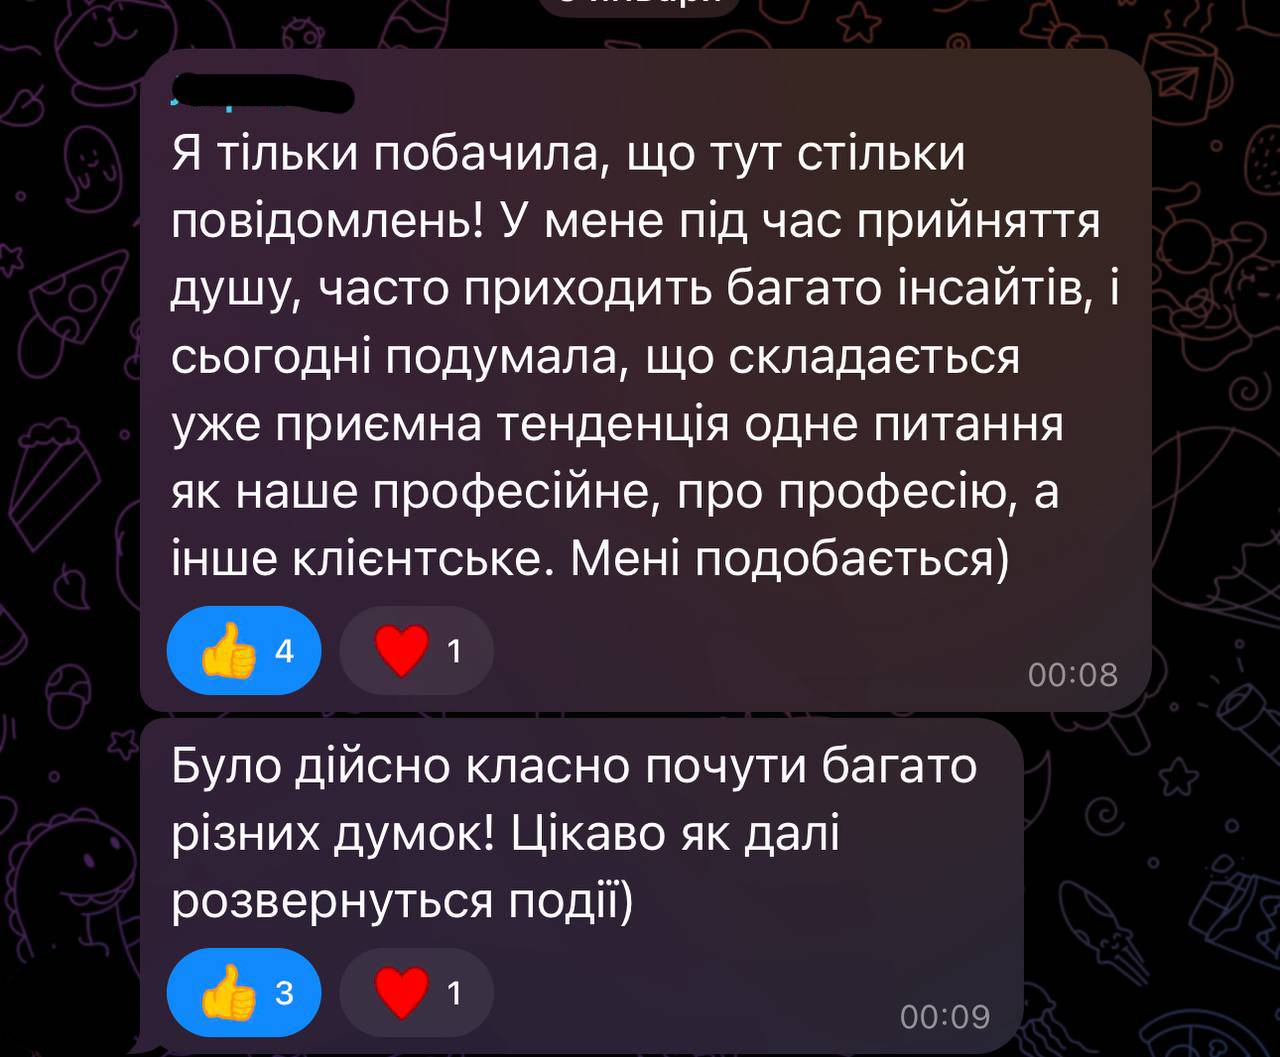 Я тільки побачила, що тут стільки
повідомлень! У мене під час прийняття
душу, часто приходить багато інсайтів, і
сьогодні подумала, що складається
уже приємна тенденція одне питання
як наше професійне, про професію, а
інше клієнтське. Мені подобається)
👍 4 ❤️ 1
00:08
Було дійсно класно почути багато
різних думок! Цікаво як далі
розвернуться події)
👍 3 ❤️ 1
00:09